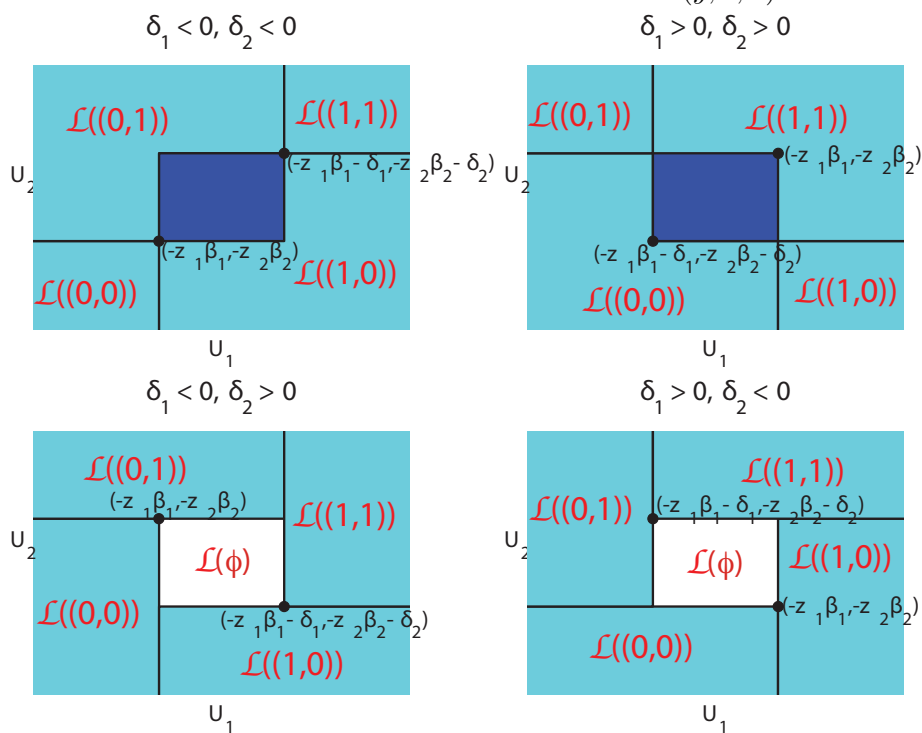 δ₁ < 0, δ₂ < 0
ℒ((0,1))
ℒ((1,1))
U₂
(-z ₁β₁- δ₁,-z ₂β₂- δ₂)
(-z ₁β₁,-z ₂β₂)
ℒ((0,0))
ℒ((1,0))
U₁
δ₁ > 0, δ₂ > 0
ℒ((0,1))
ℒ((1,1))
(-z ₁β₁,-z ₂β₂)
U₂
(-z ₁β₁- δ₁,-z ₂β₂- δ₂)
ℒ((0,0))
ℒ((1,0))
U₁
δ₁ < 0, δ₂ > 0
ℒ((0,1))
(-z ₁β₁,-z ₂β₂)
ℒ((1,1))
U₂
ℒ(ϕ)
ℒ((0,0))
(-z ₁β₁- δ₁,-z ₂β₂- δ₂)
ℒ((1,0))
U₁
δ₁ > 0, δ₂ < 0
ℒ((1,1))
ℒ((0,1))
(-z ₁β₁- δ₁,-z ₂β₂- δ₂)
U₂
ℒ(ϕ)
ℒ((1,0))
(-z ₁β₁,-z ₂β₂)
ℒ((0,0))
U₁